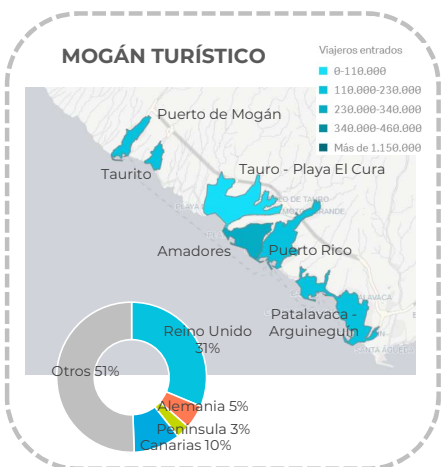 MOGÁN TURÍSTICO
Viajeros entrados
0-110.000
110.000-230.000
230.000-340.000
340.000-460.000
Más de 1.150.000
Puerto de Mogán
Taurito
Tauro - Playa El Cura
Amadores
Puerto Rico
Patalavaca -
Arguineguín
Reino Unido
31%
Otros 51%
Alemania 5%
Península 3%
Canarias 10%